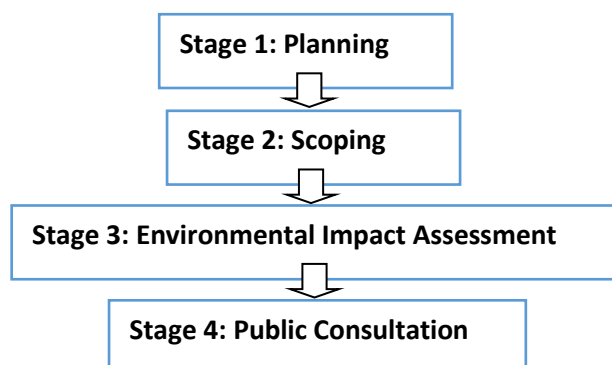 Stage 1: Planning
Stage 2: Scoping
Stage 3: Environmental Impact Assessment
Stage 4: Public Consultation